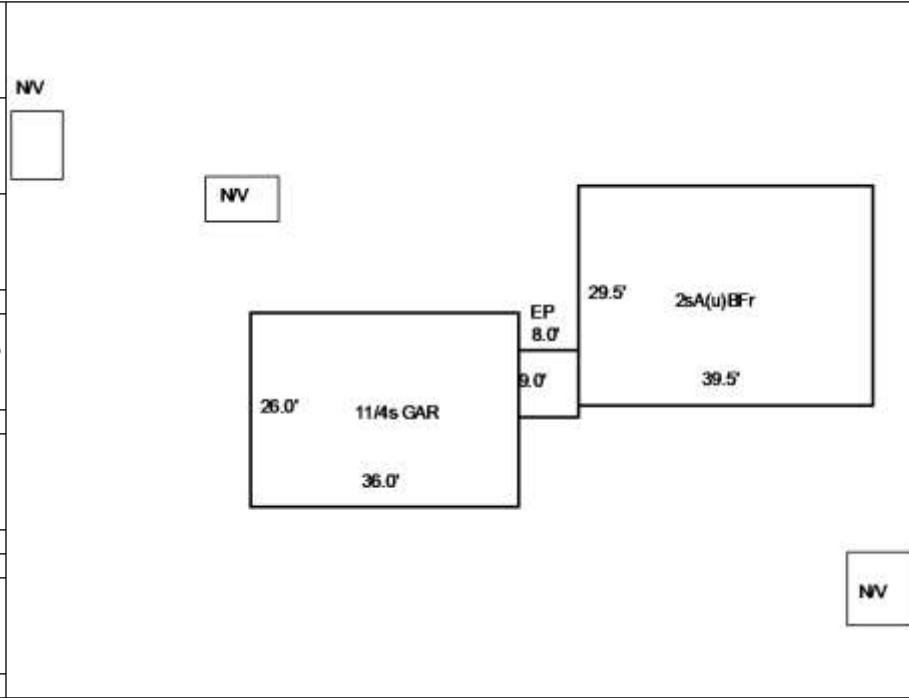 N/V
N/V
29.5'
2sA(u)BFr
EP
8.0'
9.0'
39.5'
26.0'
11/4s GAR
36.0'
N/V